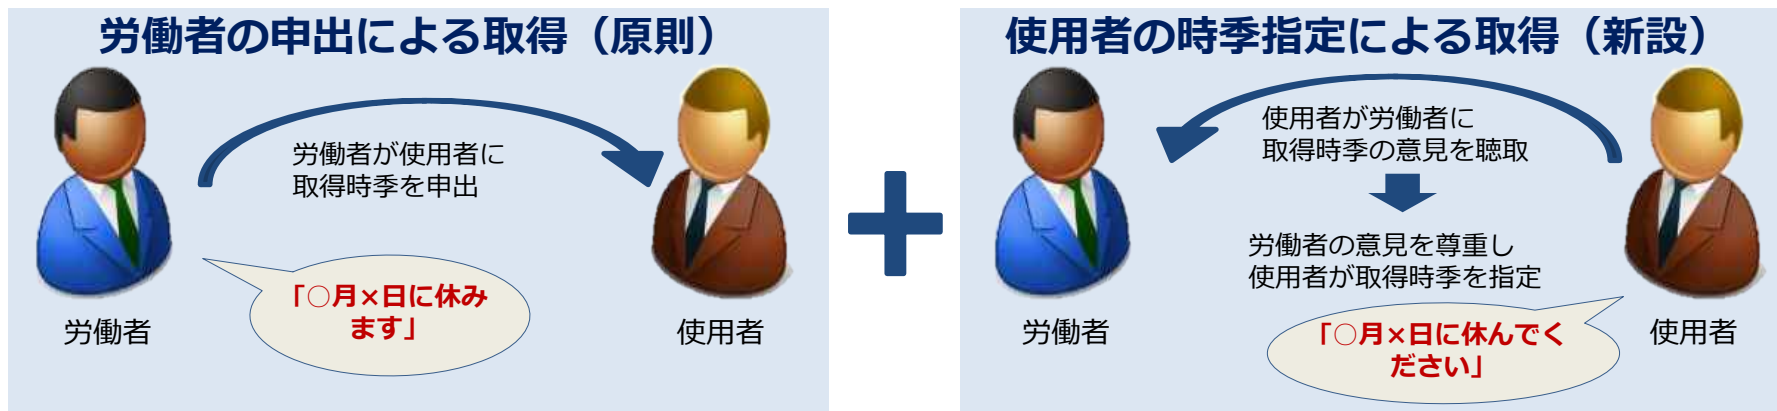 労働者の申出による取得（原則）
労働者が使用者に
取得時季を申出
「○月×日に休み
ます」
労働者
使用者
使用者の時季指定による取得（新設）
使用者が労働者に
取得時季の意見を聴取
労働者の意見を尊重し
使用者が取得時季を指定
「○月×日に休んでく
ださい」
労働者
使用者